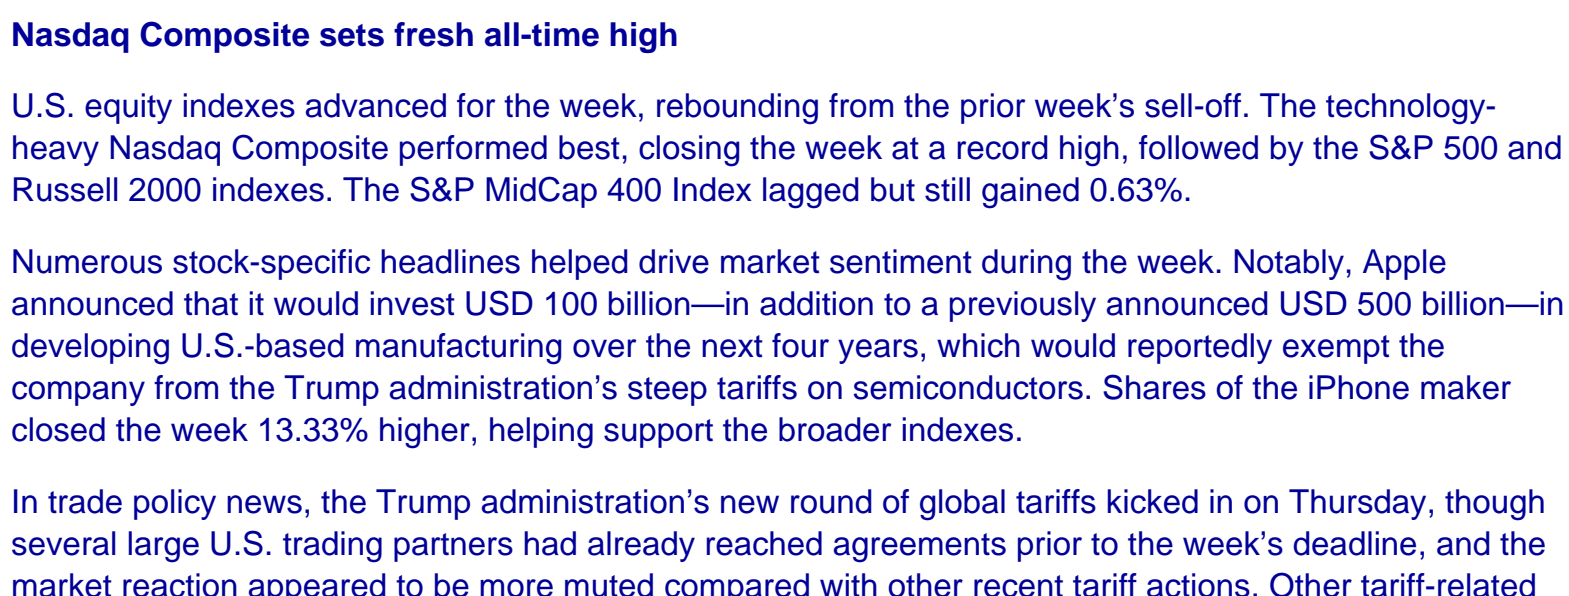 Nasdaq Composite sets fresh all-time high
U.S. equity indexes advanced for the week, rebounding from the prior week’s sell-off. The technology-
heavy Nasdaq Composite performed best, closing the week at a record high, followed by the S&P 500 and
Russell 2000 indexes. The S&P MidCap 400 Index lagged but still gained 0.63%.
Numerous stock-specific headlines helped drive market sentiment during the week. Notably, Apple
announced that it would invest USD 100 billion—in addition to a previously announced USD 500 billion—in
developing U.S.-based manufacturing over the next four years, which would reportedly exempt the
company from the Trump administration’s steep tariffs on semiconductors. Shares of the iPhone maker
closed the week 13.33% higher, helping support the broader indexes.
In trade policy news, the Trump administration’s new round of global tariffs kicked in on Thursday, though
several large U.S. trading partners had already reached agreements prior to the week’s deadline, and the
market reaction appeared to be more muted compared with other recent tariff actions. Other tariff-related